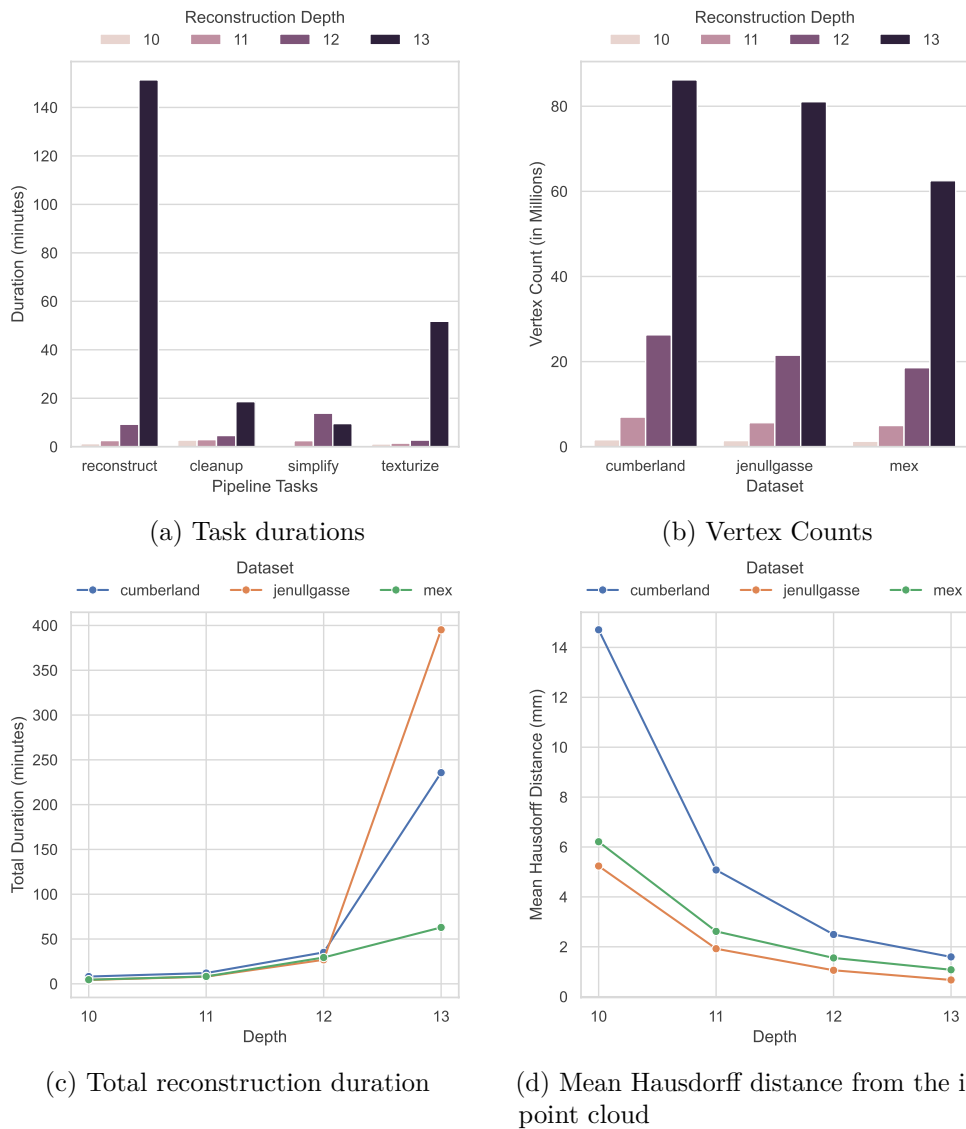 Reconstruction Depth
10 11 12 13
Duration (minutes)
140
120
100
80
60
40
20
0
reconstruct cleanup simplify texturize
Pipeline Tasks
(a) Task durations
Reconstruction Depth
10 11 12 13
Vertex Count (in Millions)
80
60
40
20
0
cumberland jenullgasse mex
Dataset
(b) Vertex Counts
Dataset
cumberland jenullgasse mex
Total Duration (minutes)
400
350
300
250
200
150
100
50
0
10 11 12 13
Depth
(c) Total reconstruction duration
Dataset
cumberland jenullgasse mex
Mean Hausdorff Distance (mm)
14
12
10
8
6
4
2
0
10 11 12 13
Depth
(d) Mean Hausdorff distance from the i
point cloud